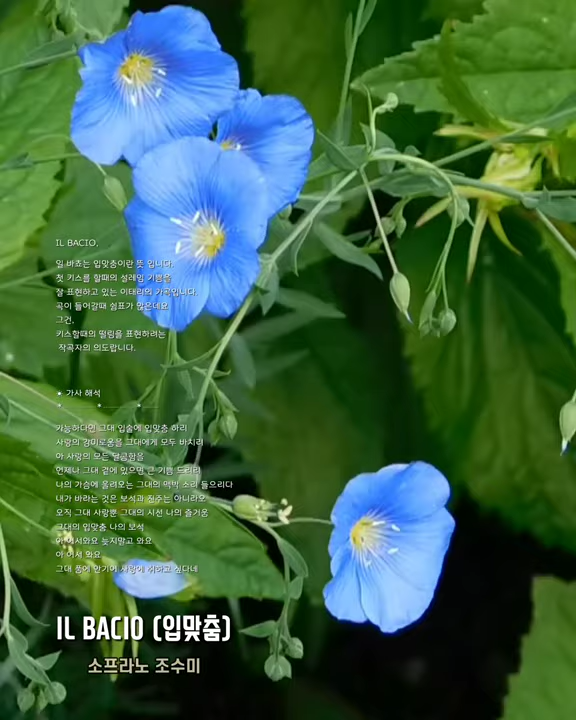 IL BACIO,
일 바쵸는 입맞춤이란 뜻 입니다.
첫 키스를 할때의 설레임 기쁨을
잘 표현하고 있는 이태리의 가곡입니다.
곡이 들어갈때 쉼표가 많은데요
그건,
키스할때의 떨림을 표현하려는
작곡자의 의도랍니다.
★ 가사 해석
가능하다면 그대 입술에 입맞춤 하리
사랑의 감미로움을 그대에게 모두 바치리
아 사랑의 모든 달콤함을
언제나 그대 곁에 있으면 큰 기쁨 드리리
나의 가슴에 울려오는 그대의 맥박 소리 들으리다
내가 바라는 것은 보석과 진주는 아니라오
오직 그대 사랑뿐 그대의 시선 나의 즐거움
그대의 입맞춤 나의 보석
아 어서와요 늦지말고 와요
아 어서 와요
그대 품에 안기어 사랑에 취하고 싶다네
IL BACIO (입맞춤)
소프라노 조수미